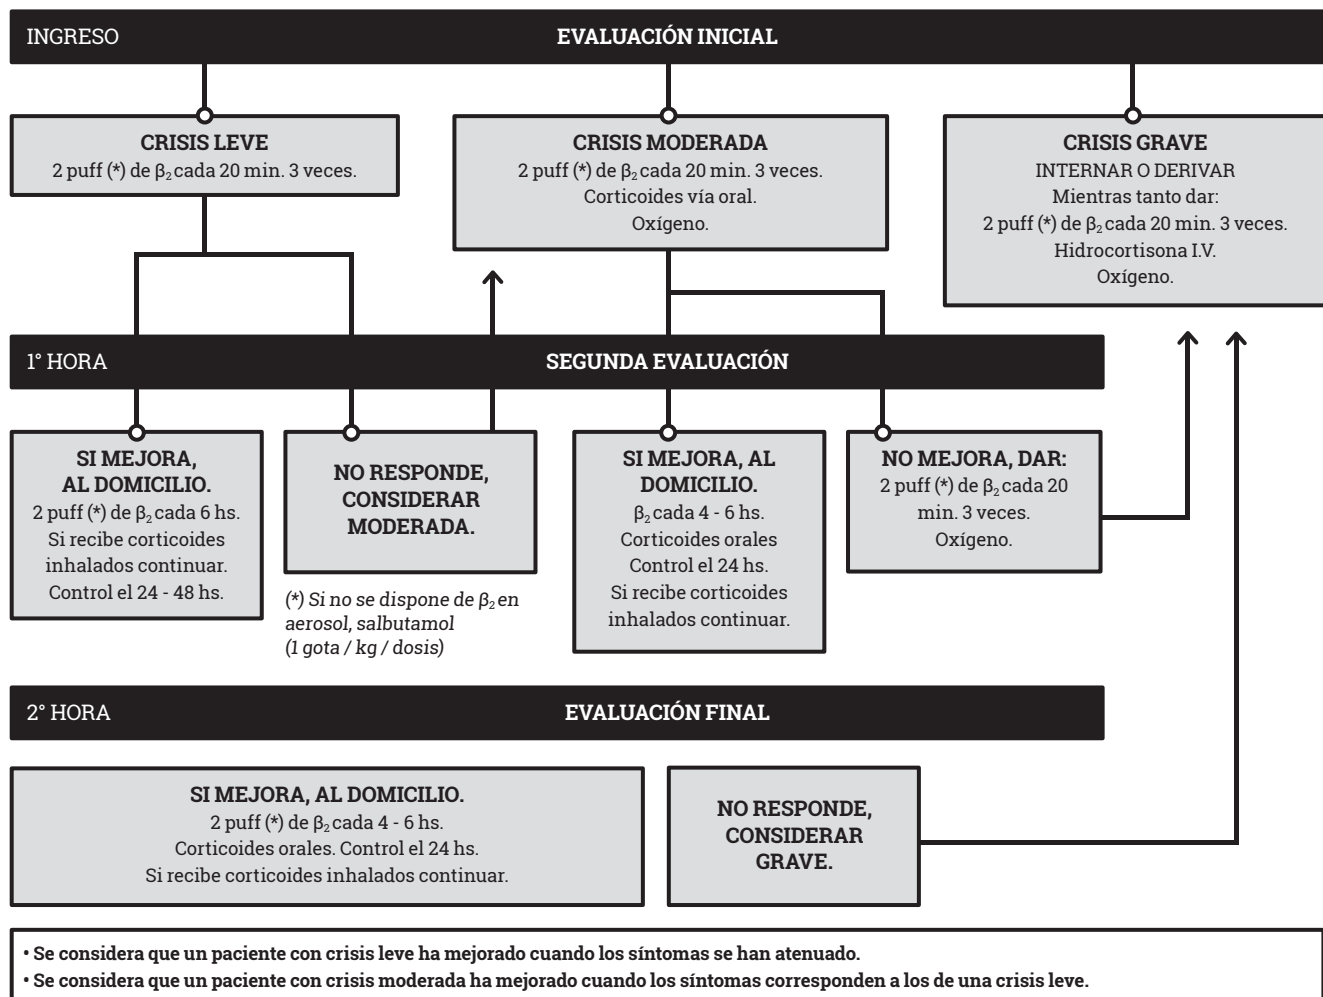 INGRESO
EVALUACIÓN INICIAL
CRISIS LEVE
2 puff (*) de β₂ cada 20 min. 3 veces.
CRISIS MODERADA
2 puff (*) de β₂ cada 20 min. 3 veces.
Corticoides vía oral.
Oxígeno.
CRISIS GRAVE
INTERNAR O DERIVAR
Mientras tanto dar:
2 puff (*) de β₂ cada 20 min. 3 veces.
Hidrocortisona I.V.
Oxígeno.
1° HORA
SEGUNDA EVALUACIÓN
SI MEJORA,
AL DOMICILIO.
2 puff (*) de β₂ cada 6 hs.
Si recibe corticoides
inhalados continuar.
Control el 24 - 48 hs.
NO RESPONDE,
CONSIDERAR
MODERADA.
(*) Si no se dispone de β₂ en
aerosol, salbutamol
(1 gota / kg / dosis)
SI MEJORA, AL
DOMICILIO.
β₂ cada 4 - 6 hs.
Corticoides orales
Control el 24 hs.
Si recibe corticoides
inhalados continuar.
NO MEJORA, DAR:
2 puff (*) de β₂ cada 20
min. 3 veces.
Oxígeno.
2° HORA
EVALUACIÓN FINAL
SI MEJORA, AL DOMICILIO.
2 puff (*) de β₂ cada 4 - 6 hs.
Corticoides orales. Control el 24 hs.
Si recibe corticoides inhalados continuar.
NO RESPONDE,
CONSIDERAR
GRAVE.
• Se considera que un paciente con crisis leve ha mejorado cuando los síntomas se han atenuado.
• Se considera que un paciente con crisis moderada ha mejorado cuando los síntomas corresponden a los de una crisis leve.